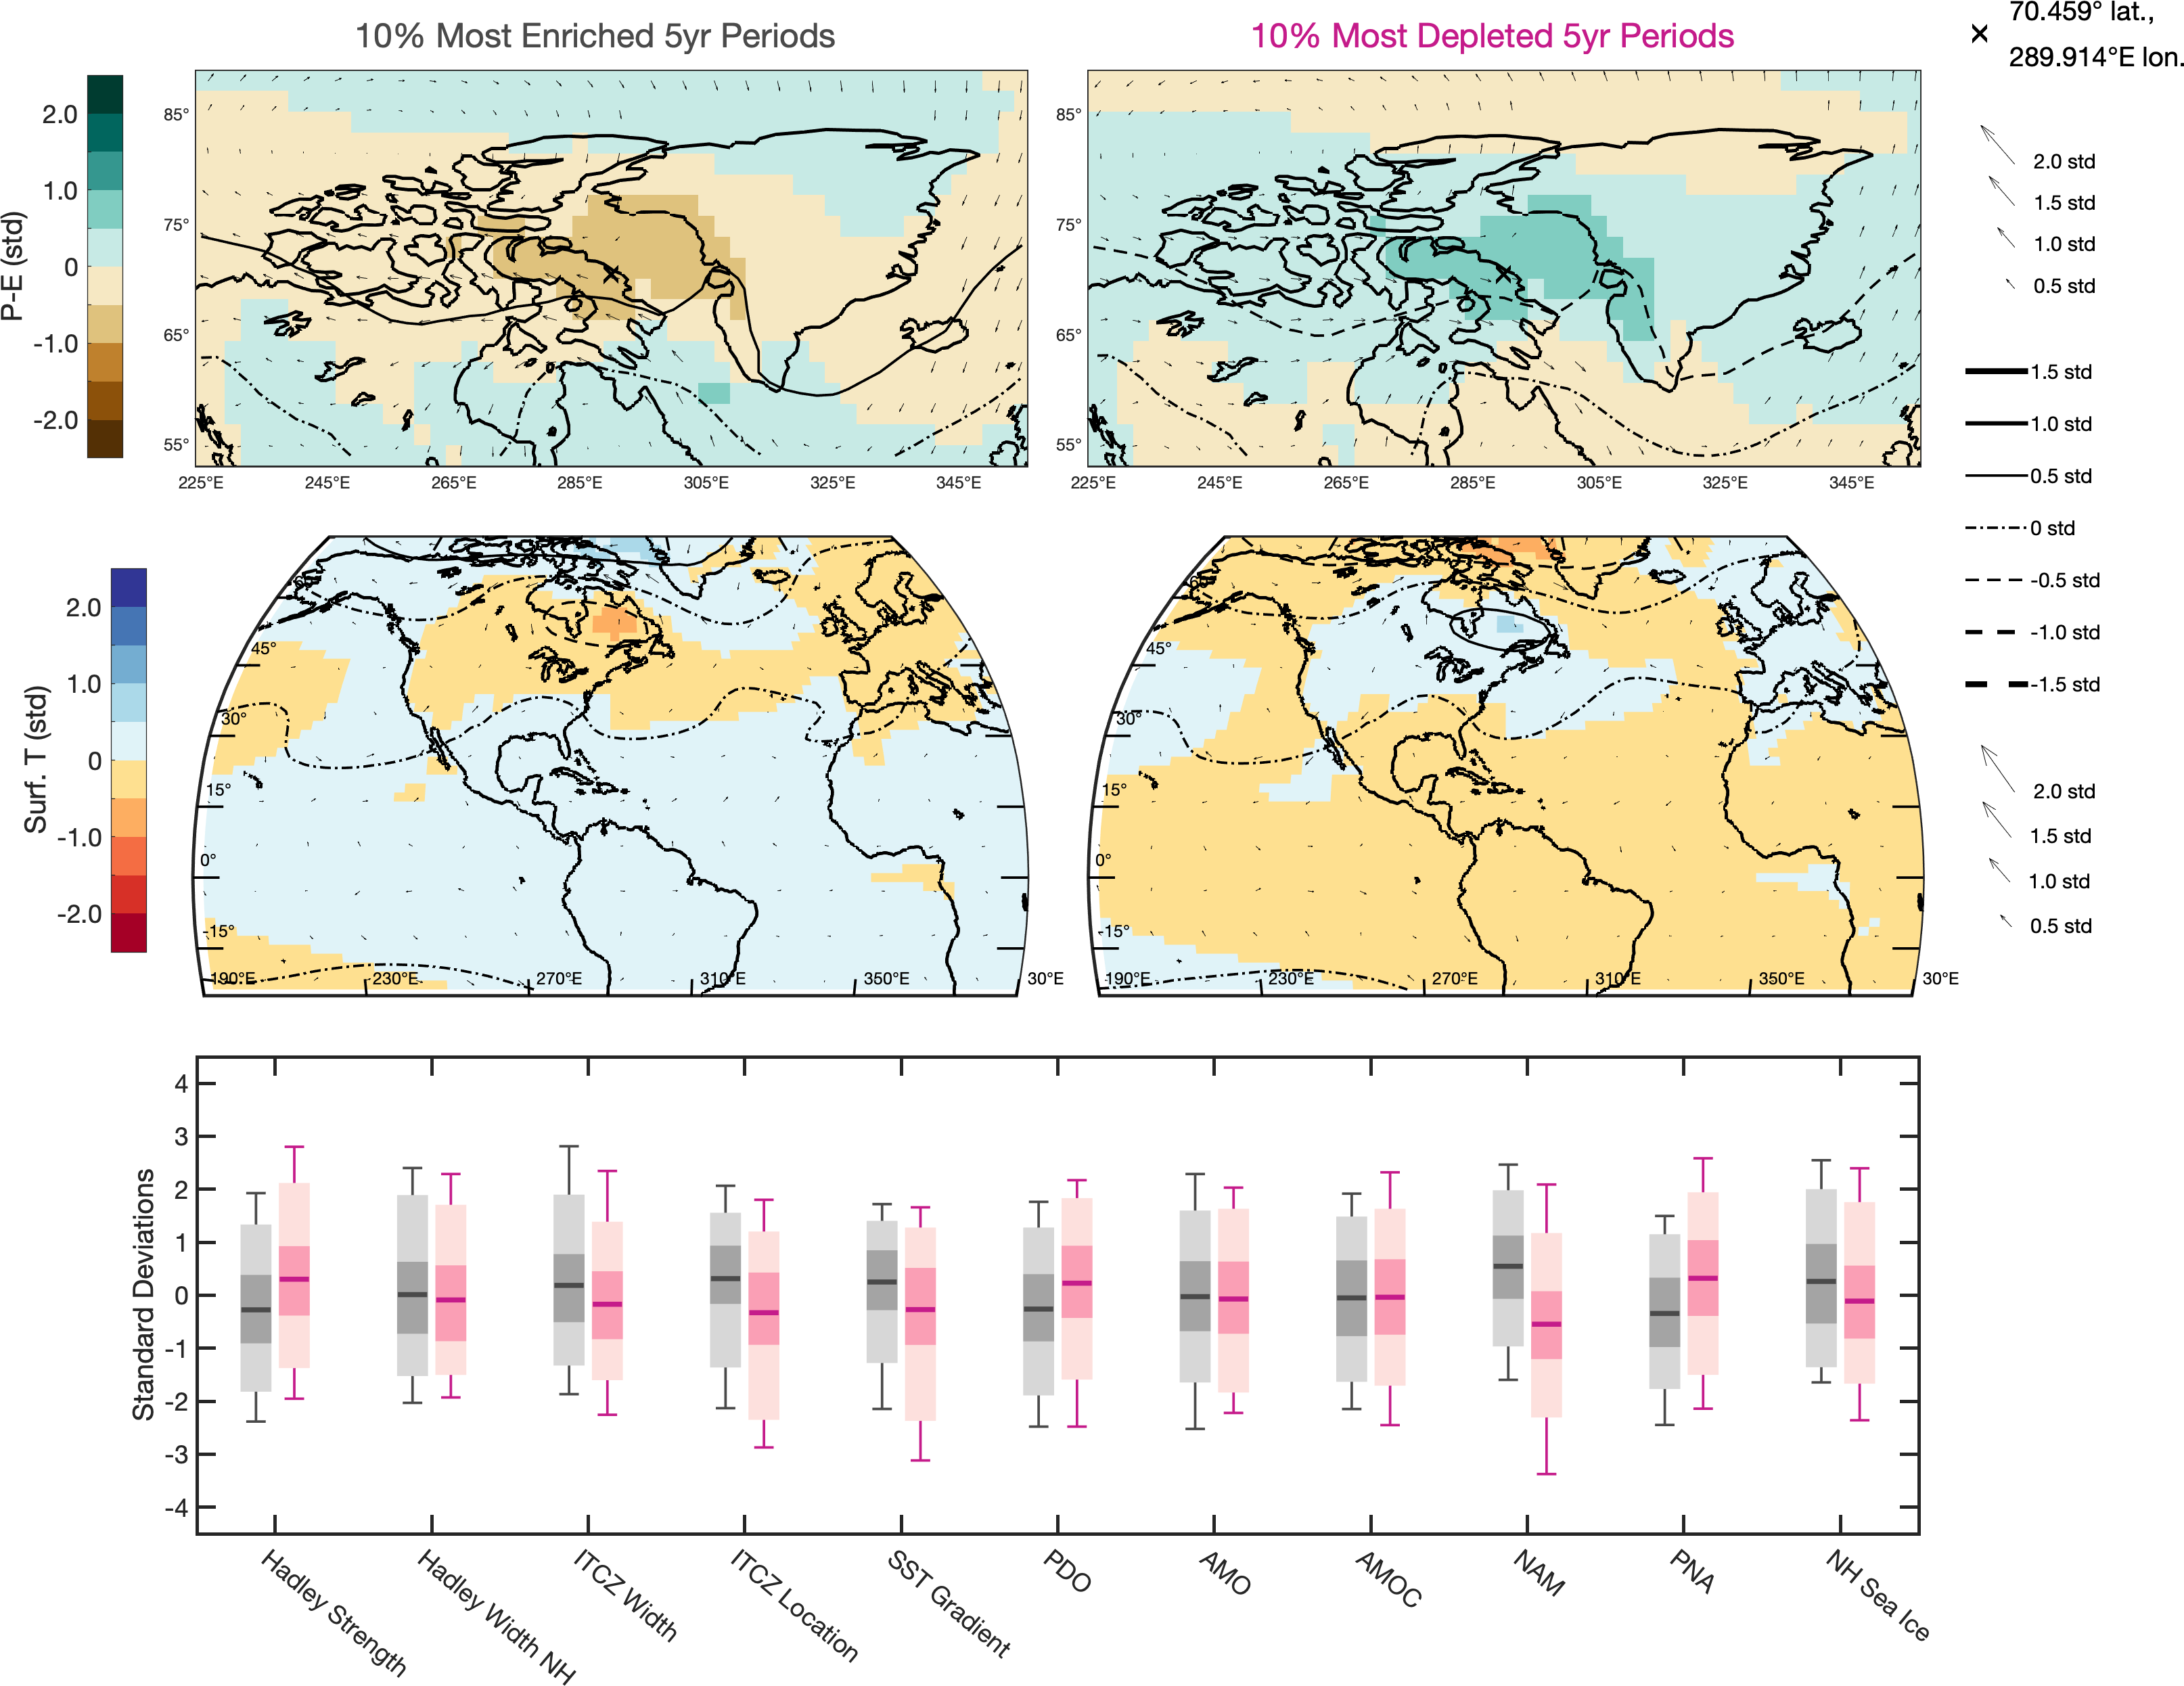 10% Most Enriched 5yr Periods
10% Most Depleted 5yr Periods
70.459° lat.,
289.914°E lon.
P-E (std)
2.0
1.0
0
-1.0
-2.0
85°
75°
65°
55°
225°E 245°E 265°E 285°E 305°E 325°E 345°E
85°
75°
65°
55°
225°E 245°E 265°E 285°E 305°E 325°E 345°E
2.0 std
1.5 std
1.0 std
0.5 std
1.5 std
1.0 std
0.5 std
0 std
-0.5 std
-1.0 std
-1.5 std
Surf. T (std)
2.0
1.0
0
-1.0
-2.0
60°
45°
30°
15°
0°
-15°
190°E 230°E 270°E 310°E 350°E 30°E
60°
45°
30°
15°
0°
-15°
190°E 230°E 270°E 310°E 350°E 30°E
2.0 std
1.5 std
1.0 std
0.5 std
Standard Deviations
4
3
2
1
0
-1
-2
-3
-4
Hadley Strength
Hadley Width NH
ITCZ Width
ITCZ Location
SST Gradient
PDO
AMO
AMOC
NAM
PNA
NH Sea Ice